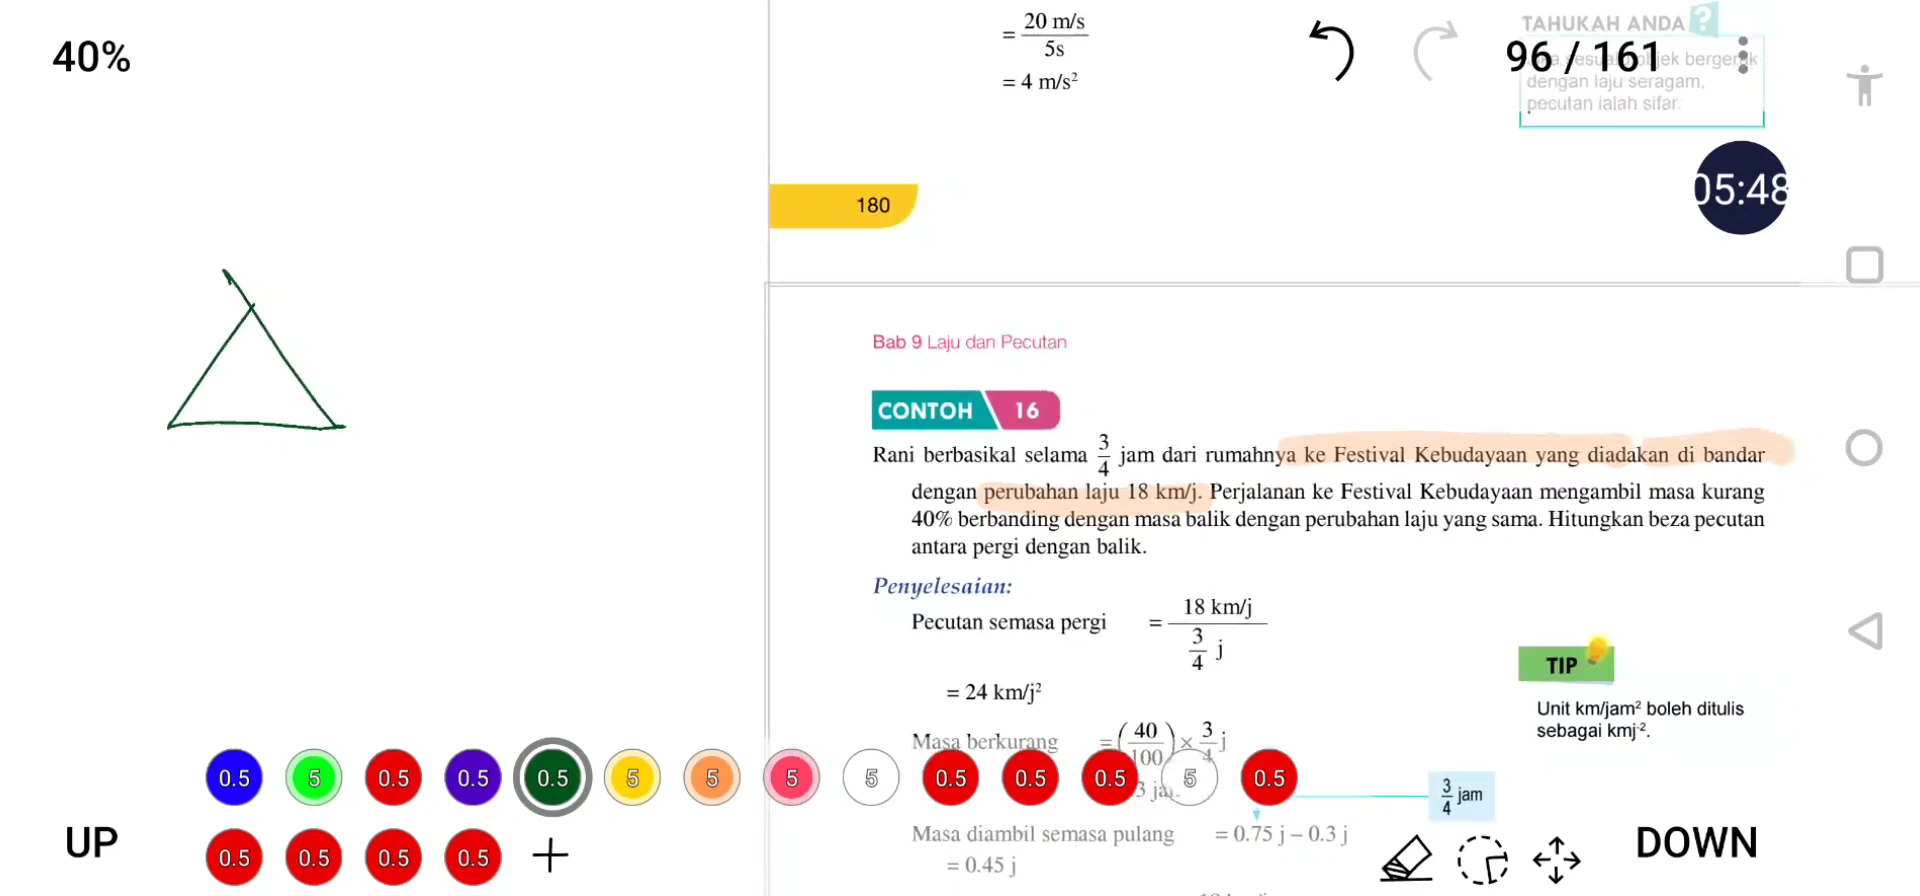 40%
= 20 m/s
5s
= 4 m/s²
TAHUKAH ANDA ?
96 / 161
dengan laju seragam,
pecutan ialah sifar.
05:48
180
Bab 9 Laju dan Pecutan
CONTOH 16
Rani berbasikal selama 3/4 jam dari rumahnya ke Festival Kebudayaan yang diadakan di bandar
dengan perubahan laju 18 km/j. Perjalanan ke Festival Kebudayaan mengambil masa kurang
40% berbanding dengan masa balik dengan perubahan laju yang sama. Hitungkan beza pecutan
antara pergi dengan balik.
Penyelesaian:
Pecutan semasa pergi = 18 km/j
3/4 j
= 24 km/j²
TIP
Unit km/jam² boleh ditulis
sebagai kmj⁻².
Masa berkurang = (40/100) × 3/4 j
0.5 5 0.5 0.5 0.5 5 5 5 5 0.5 0.5 0.5 5 0.5
3/4 jam
Masa diambil semasa pulang = 0.75 j – 0.3 j
= 0.45 j
UP
0.5 0.5 0.5 0.5 +
DOWN